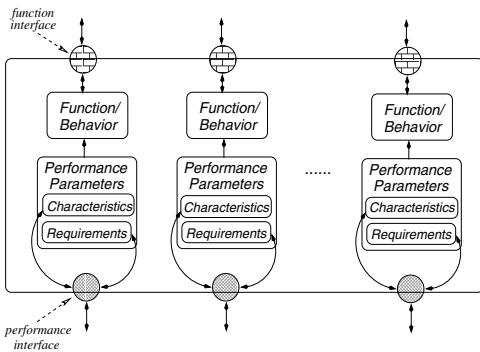 function
interface
Function/
Behavior
Performance
Parameters
Characteristics
Requirements
Function/
Behavior
Performance
Parameters
Characteristics
Requirements
......
Function/
Behavior
Performance
Parameters
Characteristics
Requirements
performance
interface